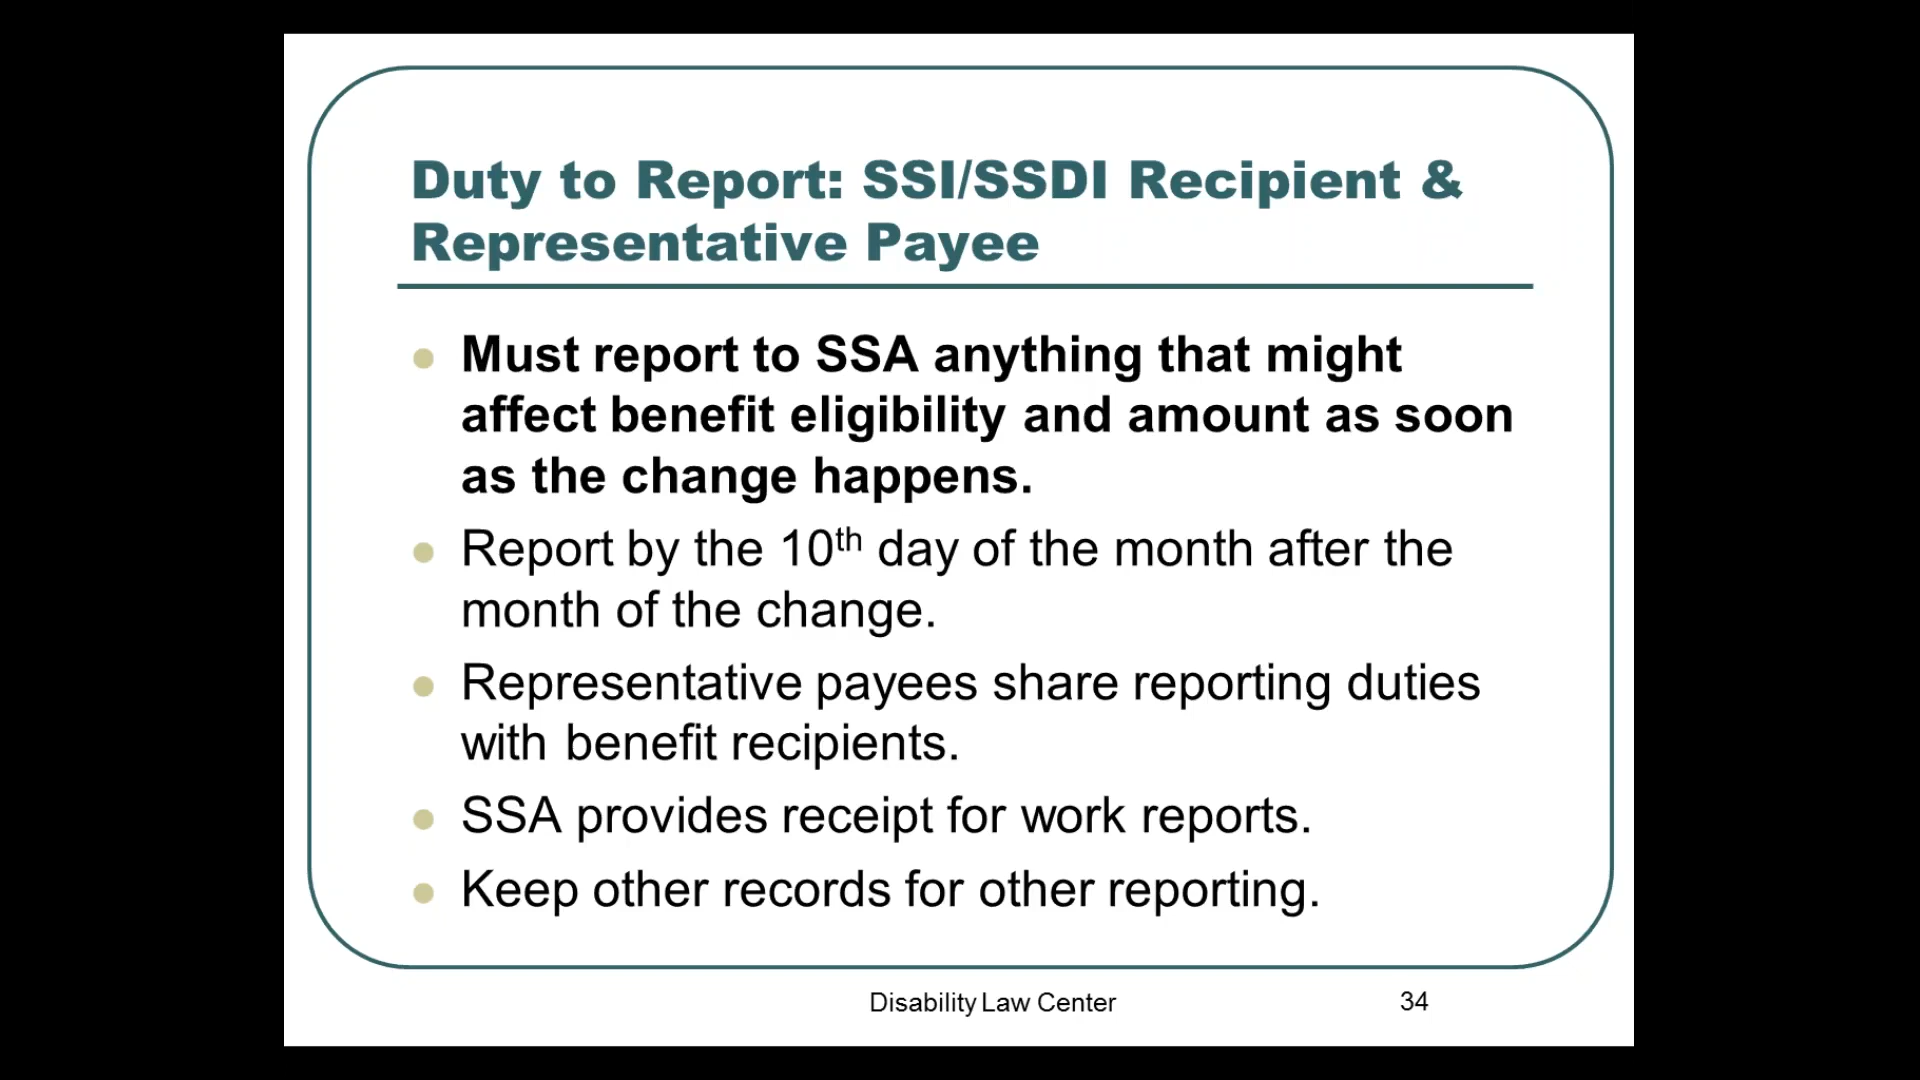 Duty to Report: SSI/SSDI Recipient &
Representative Payee
Must report to SSA anything that might
affect benefit eligibility and amount as soon
as the change happens.
Report by the 10th day of the month after the
month of the change.
Representative payees share reporting duties
with benefit recipients.
SSA provides receipt for work reports.
Keep other records for other reporting.
Disability Law Center
34